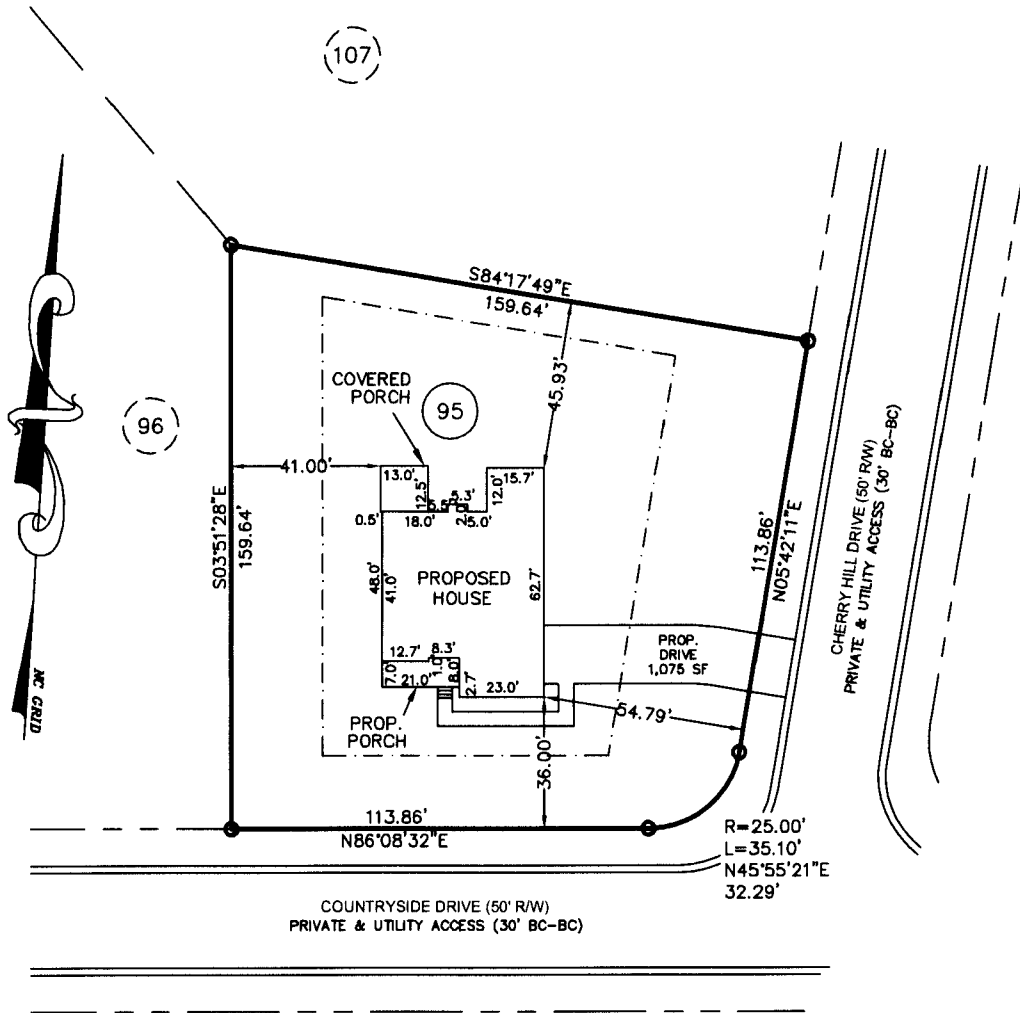 107
S84°17'49"E
159.64'
COVERED
PORCH
95
45.93'
96
41.00'
13.0'
12.5'
5.5'
5.3'
12.0'
15.7'
0.5'
18.0'
5.0'
S03°51'28"E
159.64'
48.0'
41.0'
PROPOSED
HOUSE
62.7'
113.86'
N05°42'11"E
CHERRY HILL DRIVE (50' R/W)
PRIVATE & UTILITY ACCESS (30' BC-BC)
12.7'
8.3'
7.0'
1.0'
8.0'
21.0'
2.7'
23.0'
PROP.
DRIVE
1,075 SF
NC GRID
PROP.
PORCH
54.79'
36.00'
113.86'
N86°08'32"E
R=25.00'
L=35.10'
N45°55'21"E
32.29'
COUNTRYSIDE DRIVE (50' R/W)
PRIVATE & UTILITY ACCESS (30' BC-BC)